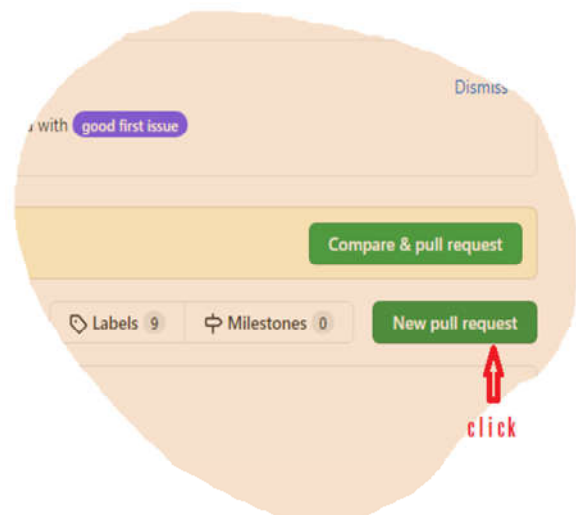 Dismiss
with good first issue
Compare & pull request
Labels 9 Milestones 0 New pull request
click